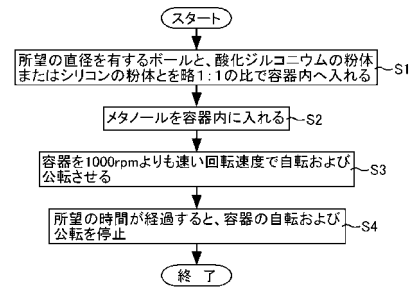 スタート
所望の直径を有するボールと、酸化ジルコニウムの粉体
またはシリコンの粉体とを略1:1の比で容器内へ入れる
S1
メタノールを容器内に入れる
S2
容器を1000rpmよりも速い回転速度で自転および
公転させる
S3
所望の時間が経過すると、容器の自転および
公転を停止
S4
終 了